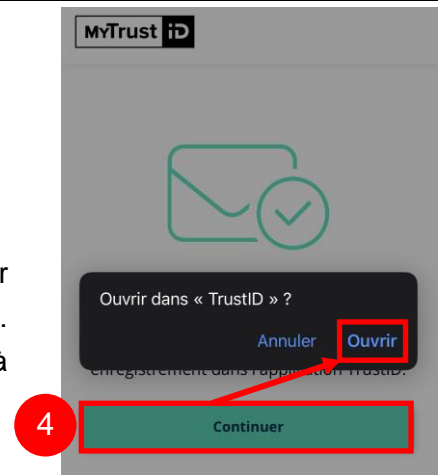 MYTrust iD
r
.
à
Ouvrir dans « TrustID » ?
Annuler Ouvrir
enregistrement dans l'application TrustID.
4
Continuer